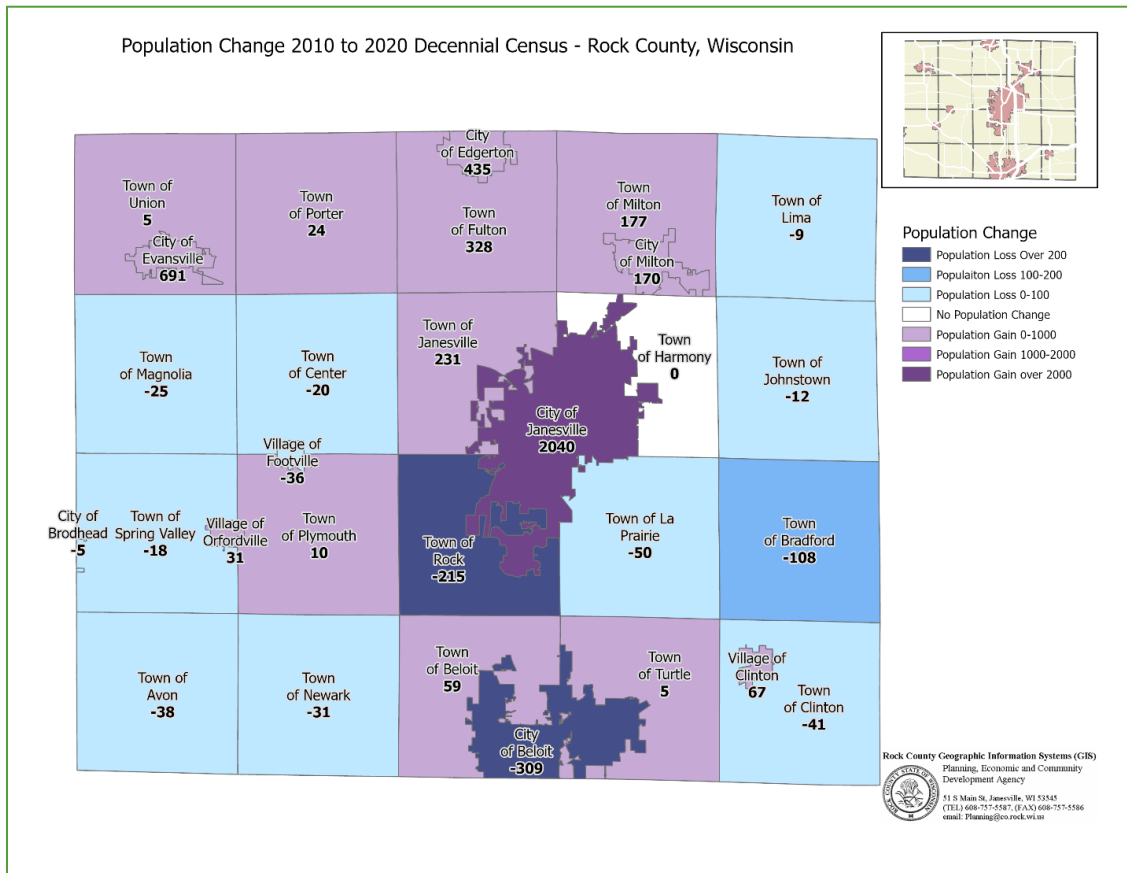 Population Change 2010 to 2020 Decennial Census - Rock County, Wisconsin
City
of Edgerton
435
Town of
Union
5
City of
Evansville
691
Town
of Porter
24
Town
of Fulton
328
Town
of Milton
177
City
of Milton
170
Town of
Lima
-9
Town
of Magnolia
-25
Town
of Center
-20
Town of
Janesville
231
City of
Janesville
2040
Town
of Harmony
0
Town of
Johnstown
-12
Village of
Footville
-36
City of
Brodhead
-5
Town of
Spring Valley
-18
Village of
Orfordville
31
Town
of Plymouth
10
Town of
Rock
-215
Town of La
Prairie
-50
Town
of Bradford
-108
Town
of Avon
-38
Town
of Newark
-31
Town
of Beloit
59
City
of Beloit
-309
Town
of Turtle
5
Village of
Clinton
67
Town
of Clinton
-41
Population Change
Population Loss Over 200
Populaiton Loss 100-200
Population Loss 0-100
No Population Change
Population Gain 0-1000
Population Gain 1000-2000
Population Gain over 2000
Rock County Geographic Information Systems (GIS)
Planning, Economic and Community
Development Agency
51 S Main St, Janesville, WI 53545
(TEL) 608-757-5587, (FAX) 608-757-5586
email: Planning@co.rock.wi.us
ROCK COUNTY STATE OF WISCONSIN